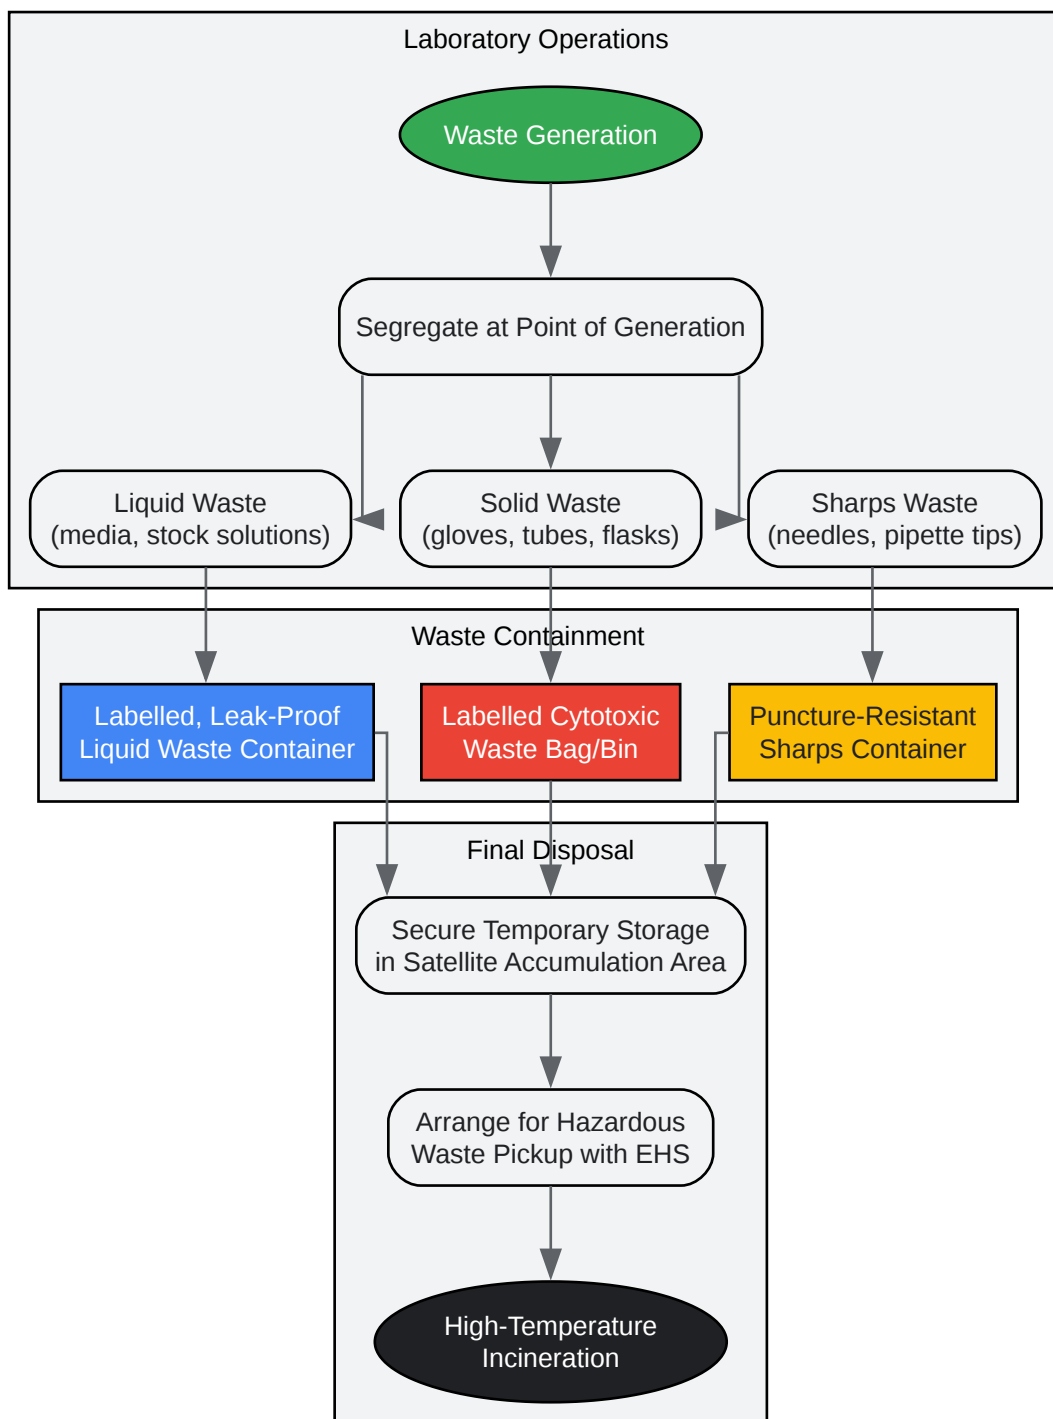 Laboratory Operations
Waste Generation
Segregate at Point of Generation
Liquid Waste
(media, stock solutions)
Solid Waste
(gloves, tubes, flasks)
Sharps Waste
(needles, pipette tips)
Waste Containment
Labelled, Leak-Proof
Liquid Waste Container
Labelled Cytotoxic
Waste Bag/Bin
Puncture-Resistant
Sharps Container
Final Disposal
Secure Temporary Storage
in Satellite Accumulation Area
Arrange for Hazardous
Waste Pickup with EHS
High-Temperature
Incineration